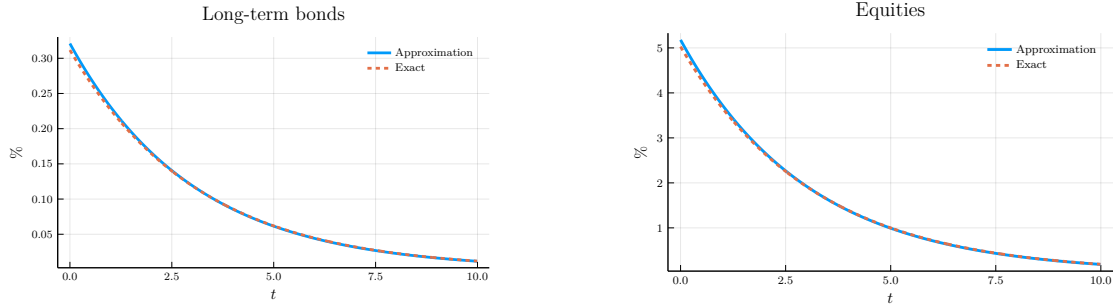 Long-term bonds
%
0.30
0.25
0.20
0.15
0.10
0.05
Approximation
Exact
0.0 2.5 5.0 7.5 10.0
t
Equities
%
5
4
3
2
1
Approximation
Exact
0.0 2.5 5.0 7.5 10.0
t